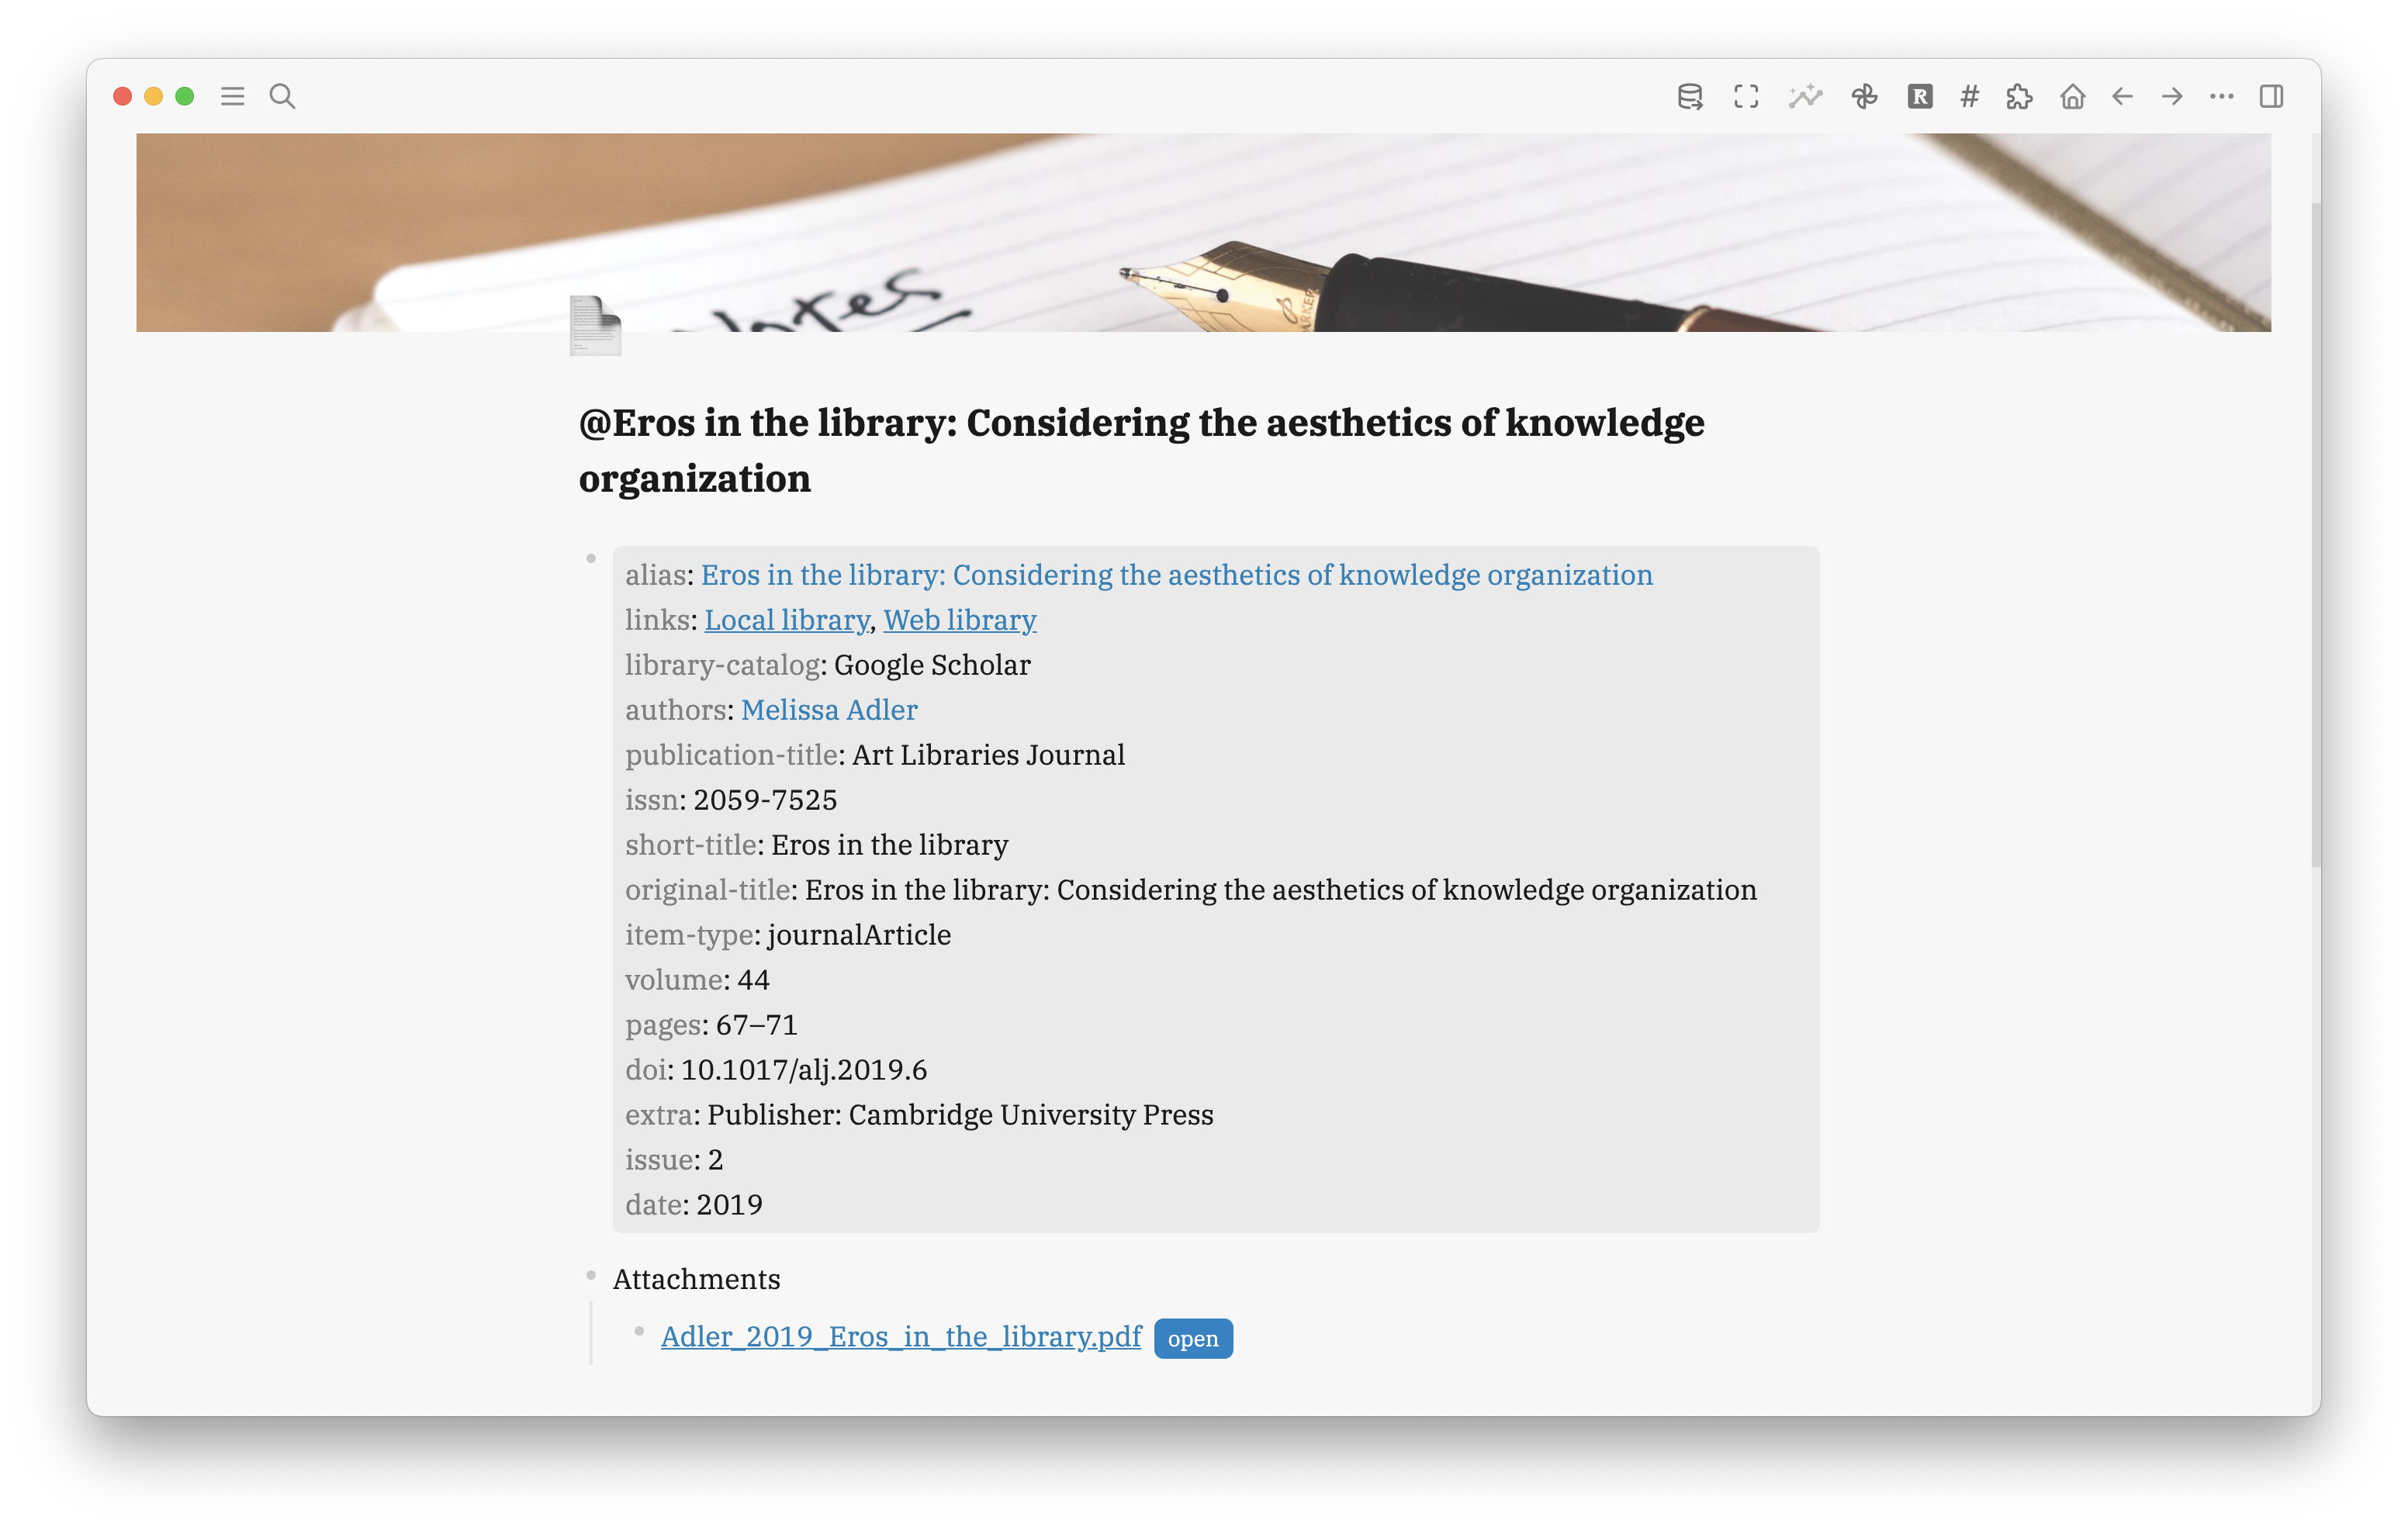 Notes
ARKER
@Eros in the library: Considering the aesthetics of knowledge
organization
alias: Eros in the library: Considering the aesthetics of knowledge organization
links: Local library, Web library
library-catalog: Google Scholar
authors: Melissa Adler
publication-title: Art Libraries Journal
issn: 2059-7525
short-title: Eros in the library
original-title: Eros in the library: Considering the aesthetics of knowledge organization
item-type: journalArticle
volume: 44
pages: 67–71
doi: 10.1017/alj.2019.6
extra: Publisher: Cambridge University Press
issue: 2
date: 2019
Attachments
Adler_2019_Eros_in_the_library.pdf open